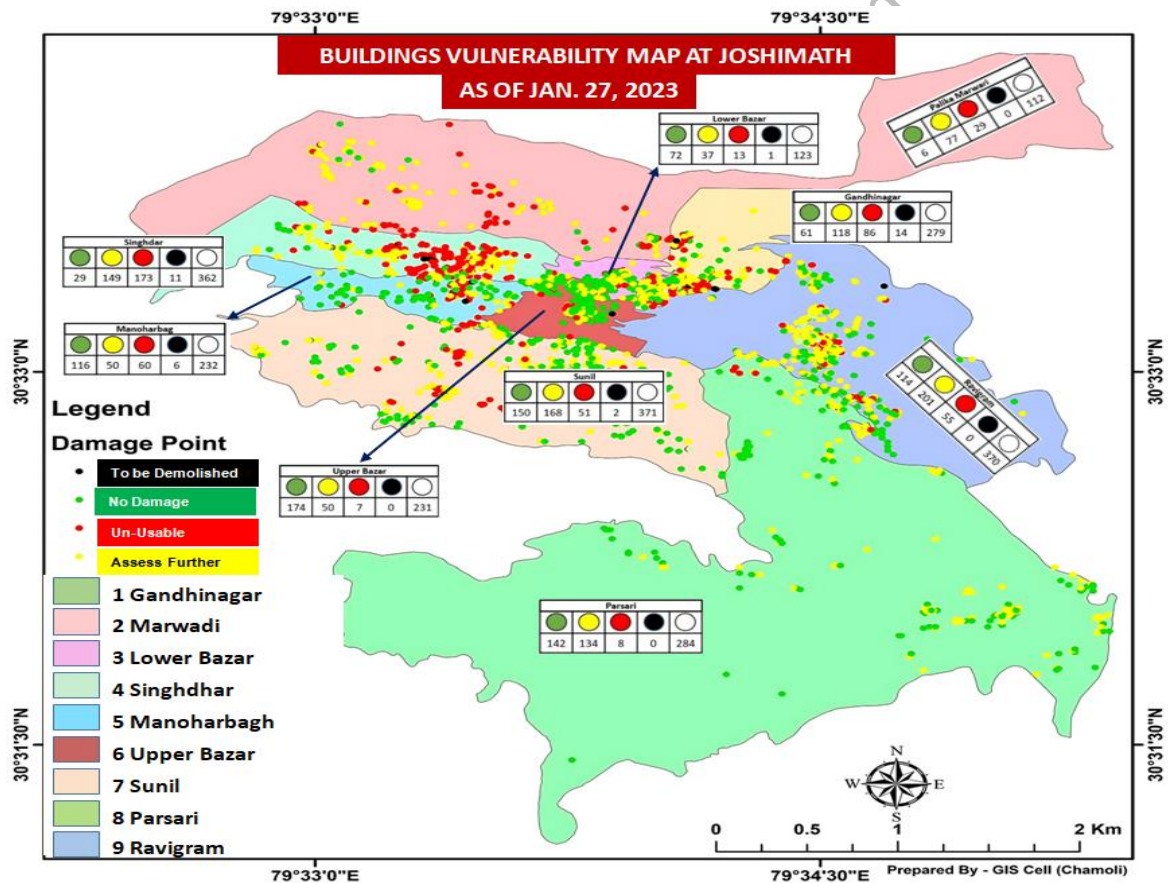 79°33'0"E
79°34'30"E
BUILDINGS VULNERABILITY MAP AT JOSHIMATH
AS OF JAN. 27, 2023
Palika Marwari
6 77 29 0 112
Lower Bazar
72 37 13 1 123
Gandhinagar
61 118 86 14 279
Singhdar
29 149 173 11 362
Manoharbag
116 50 60 6 232
30°33'0"N
30°33'0"N
Sunil
150 168 51 2 371
Ravigram
114 201 55 0 370
Upper Bazar
174 50 7 0 231
Parsari
142 134 8 0 284
Legend
Damage Point
To be Demolished
No Damage
Un-Usable
Assess Further
1 Gandhinagar
2 Marwadi
3 Lower Bazar
4 Singhdhar
5 Manoharbagh
6 Upper Bazar
7 Sunil
8 Parsari
9 Ravigram
30°31'30"N
30°31'30"N
N
W E
S
0 0.5 1 2 Km
Prepared By - GIS Cell (Chamoli)
79°33'0"E
79°34'30"E